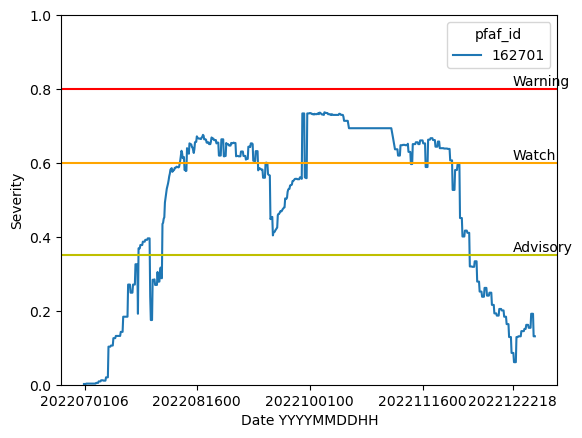 1.0
0.8
0.6
0.4
0.2
0.0
Severity
pfaf_id
162701
Warning
Watch
Advisory
2022070106 2022081600 2022100100 2022111600 2022122218
Date YYYYMMDDHH